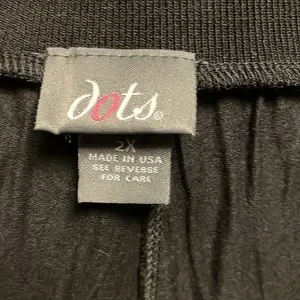 dots®
2X
MADE IN USA
SEE REVERSE
FOR CARE